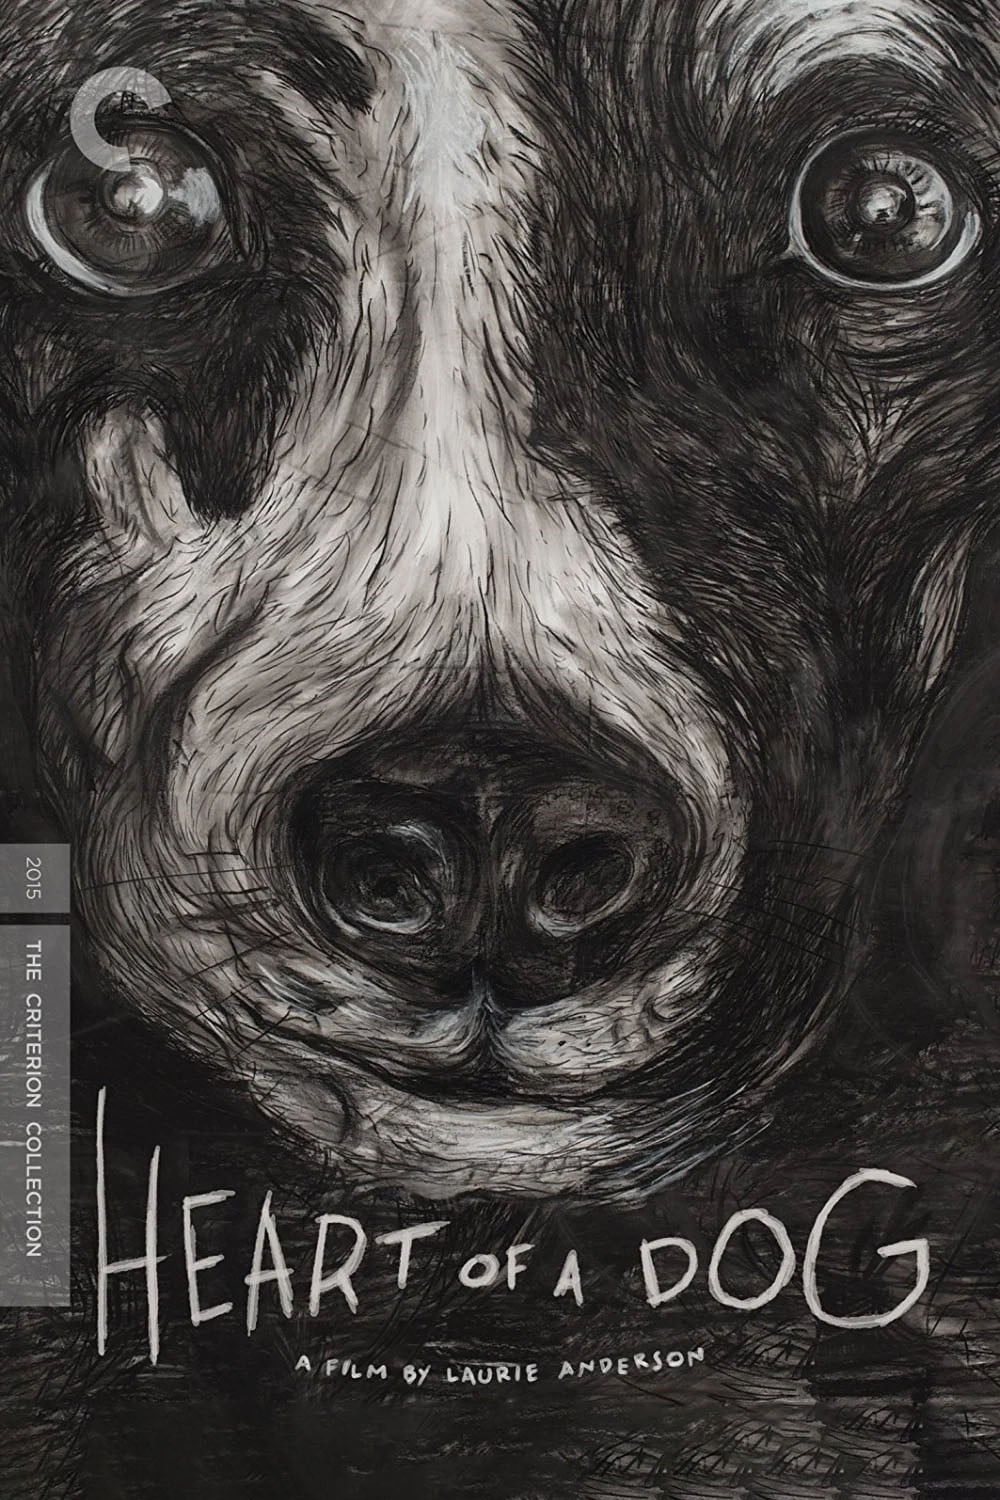 2015
THE CRITERION COLLECTION
HEART OF A DOG
A FILM BY LAURIE ANDERSON